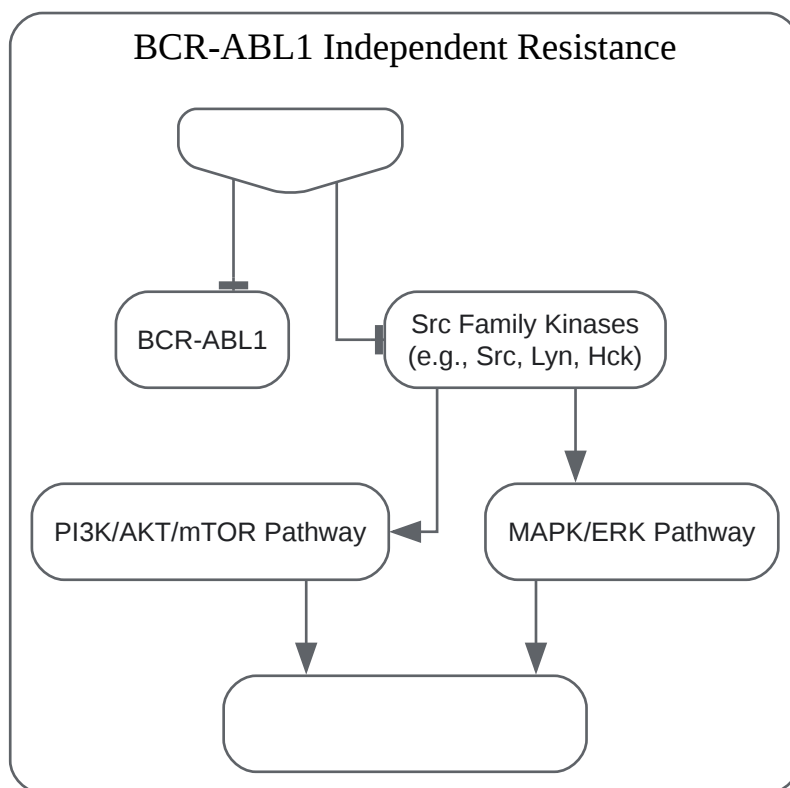 BCR-ABL1 Independent Resistance
BCR-ABL1
Src Family Kinases
(e.g., Src, Lyn, Hck)
PI3K/AKT/mTOR Pathway
MAPK/ERK Pathway